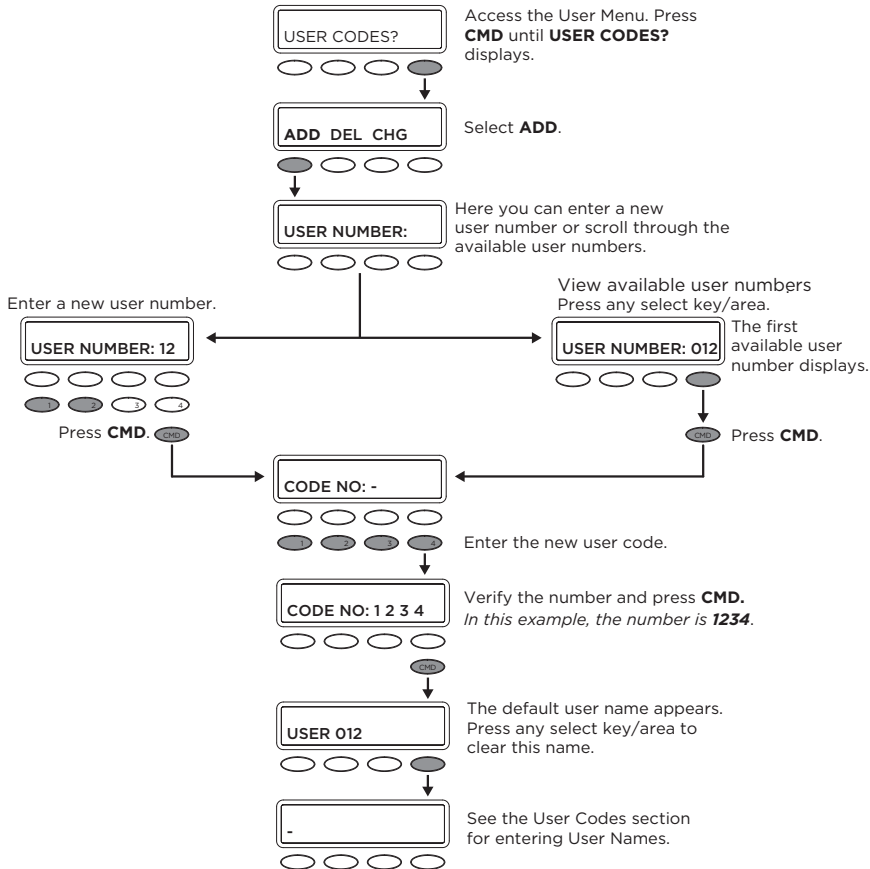 USER CODES?
Access the User Menu. Press
CMD until USER CODES?
displays.
ADD DEL CHG
Select ADD.
USER NUMBER:
Here you can enter a new
user number or scroll through the
available user numbers.
Enter a new user number.
USER NUMBER: 12
1 2 3 4
Press CMD. CMD
View available user numbers
Press any select key/area.
USER NUMBER: 012
The first
available user
number displays.
CMD Press CMD.
CODE NO: -
1 2 3 4
Enter the new user code.
CODE NO: 1 2 3 4
Verify the number and press CMD.
In this example, the number is 1234.
CMD
USER 012
The default user name appears.
Press any select key/area to
clear this name.
-
See the User Codes section
for entering User Names.